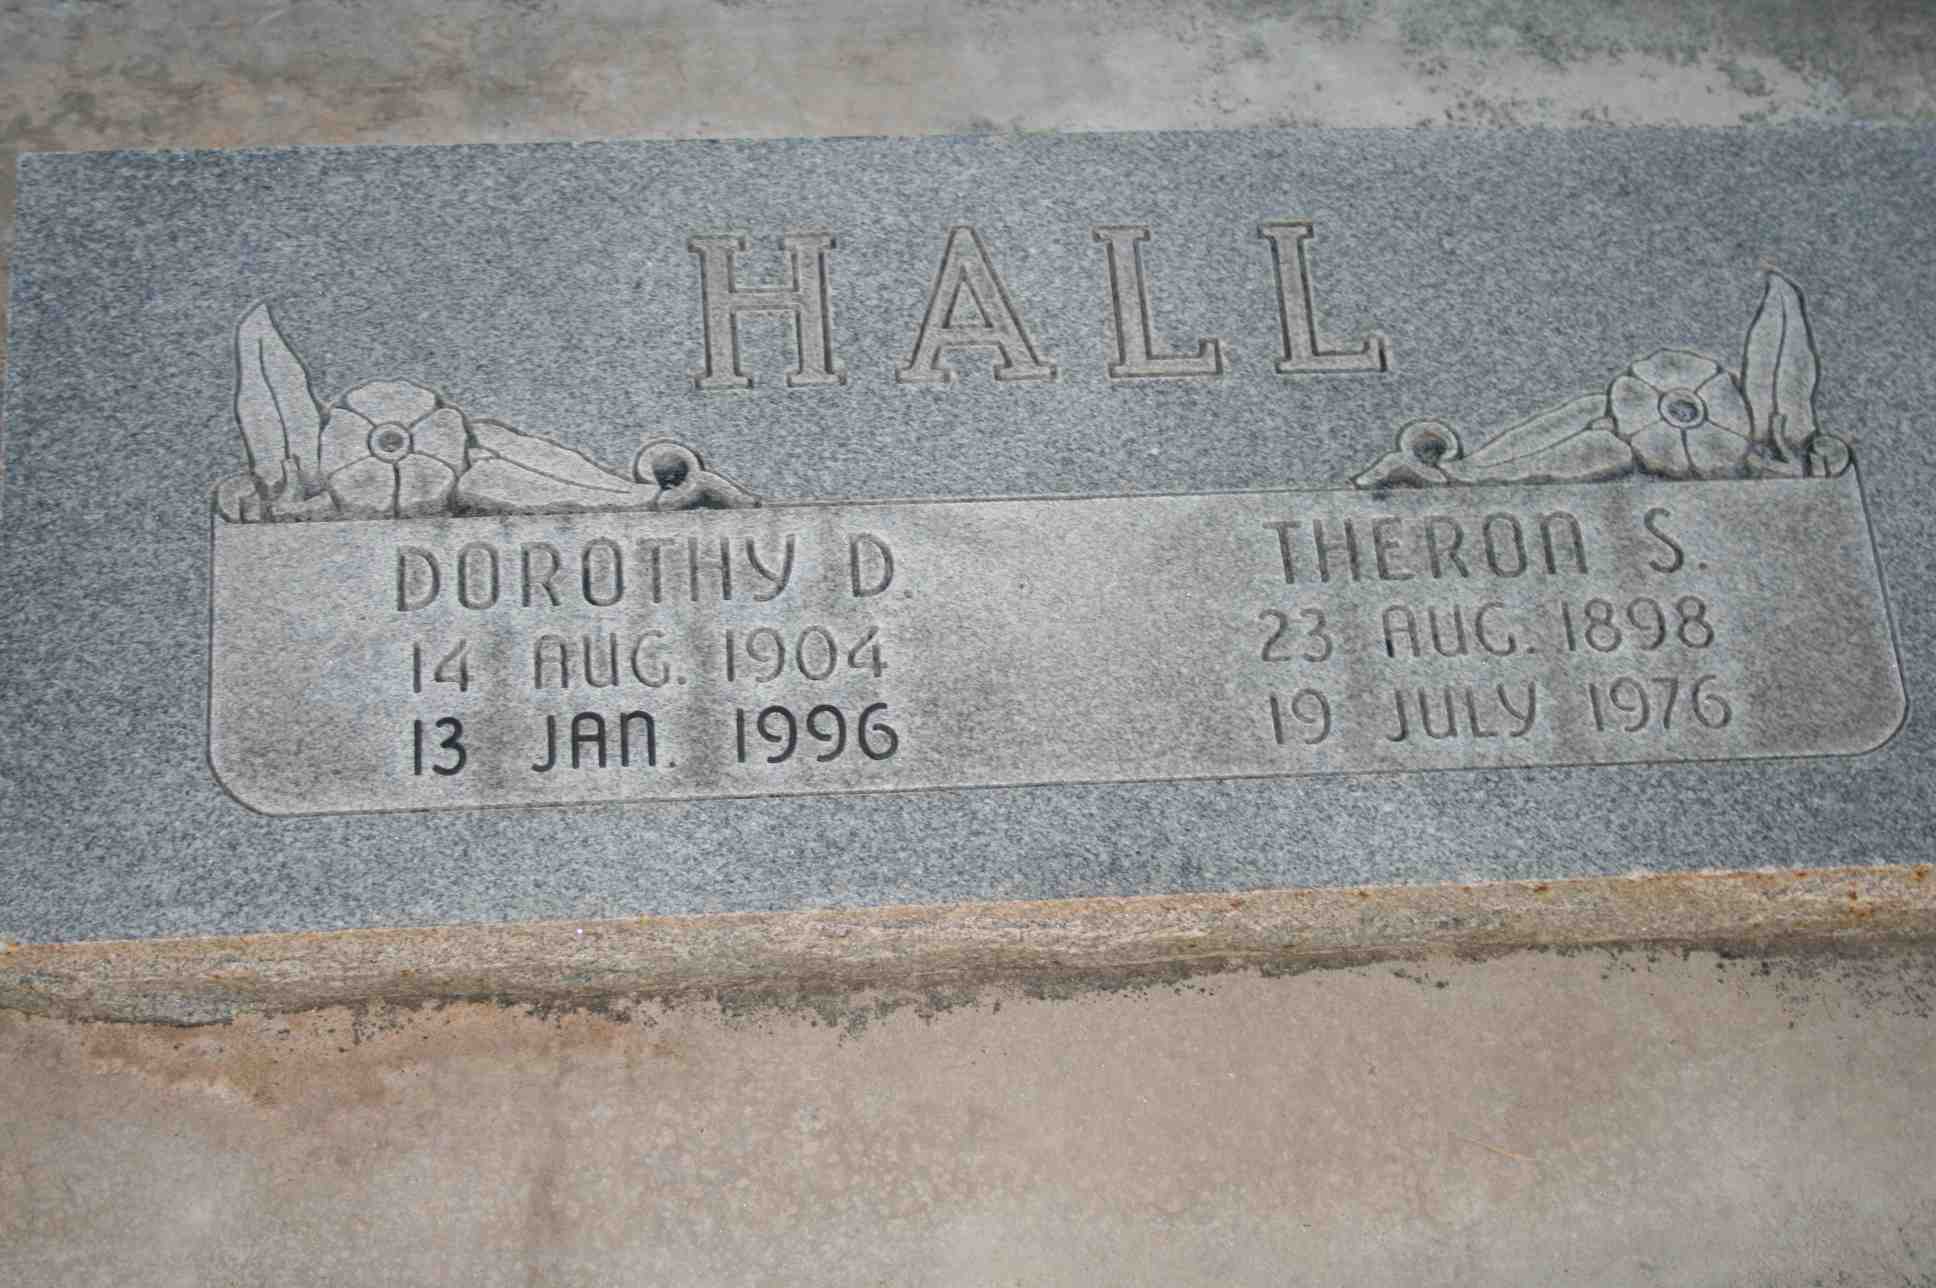 HALL
DOROTHY D.
14 AUG. 1904
13 JAN. 1996
THERON S.
23 AUG. 1898
19 JULY 1976